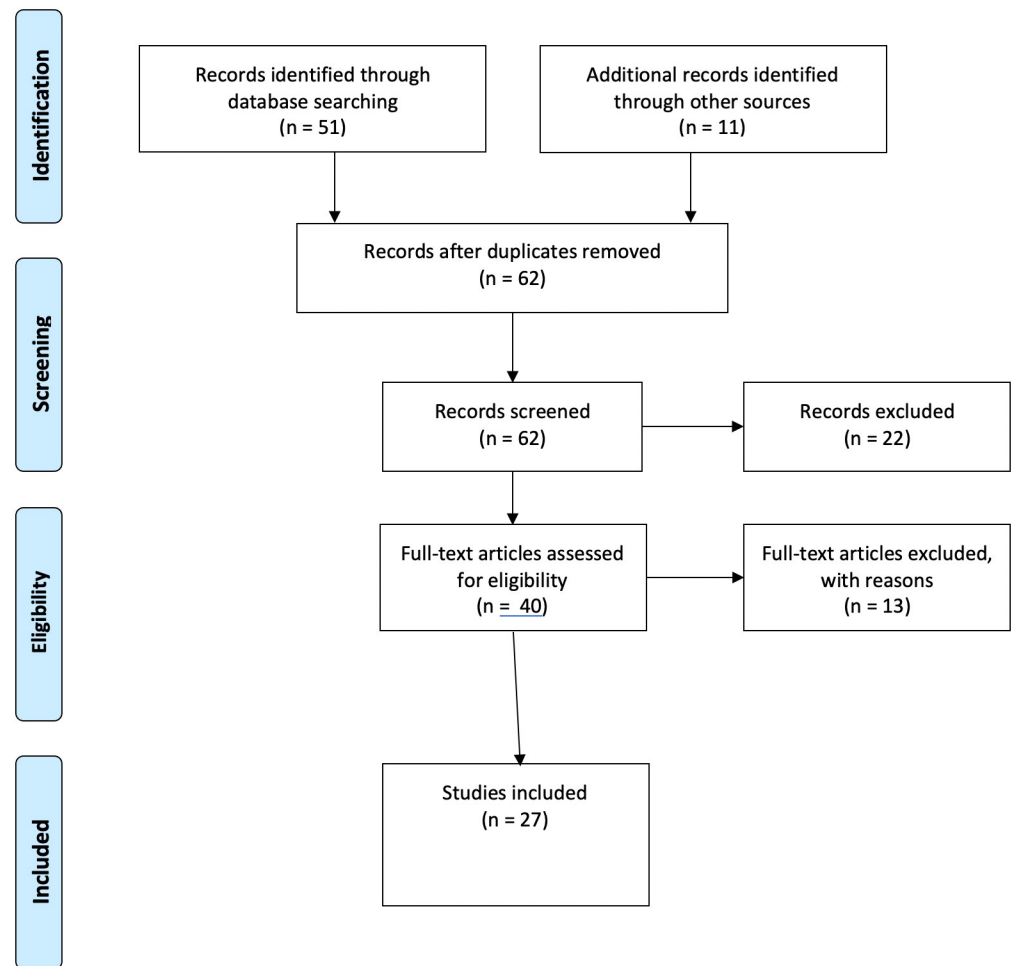 Identification
Records identified through
database searching
(n = 51)
Additional records identified
through other sources
(n = 11)
Records after duplicates removed
(n = 62)
Screening
Records screened
(n = 62)
Records excluded
(n = 22)
Eligibility
Full-text articles assessed
for eligibility
(n =  40)
Full-text articles excluded,
with reasons
(n = 13)
Included
Studies included
(n = 27)